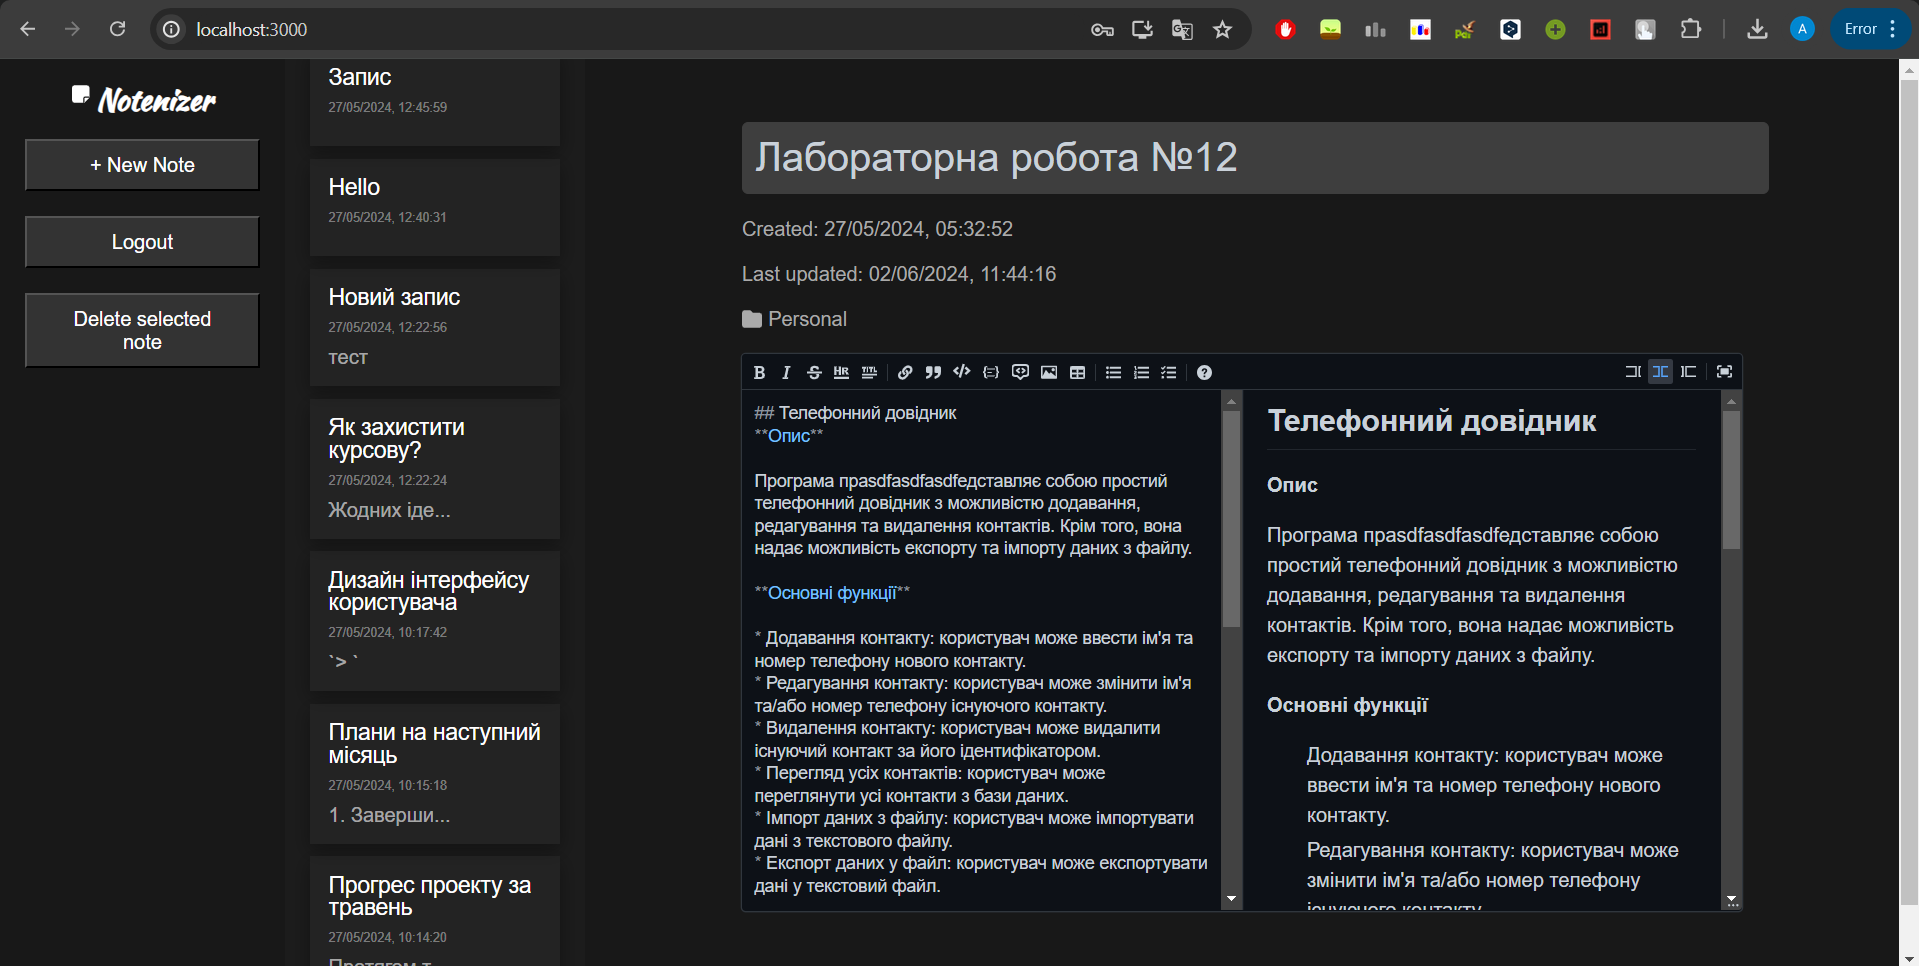 localhost:3000
A
Error
Notenizer
+ New Note
Logout
Delete selected
note
Запис
27/05/2024, 12:45:59
Hello
27/05/2024, 12:40:31
Новий запис
27/05/2024, 12:22:56
тест
Як захистити
курсову?
27/05/2024, 12:22:24
Жодних іде...
Дизайн інтерфейсу
користувача
27/05/2024, 10:17:42
`> `
Плани на наступний
місяць
27/05/2024, 10:15:18
1. Заверши...
Прогрес проекту за
травень
27/05/2024, 10:14:20
Лабораторна робота №12
Created: 27/05/2024, 05:32:52
Last updated: 02/06/2024, 11:44:16
Personal
## Телефонний довідник
**Опис**
Програма прasdfasdfasdfедставляє собою простий
телефонний довідник з можливістю додавання,
редагування та видалення контактів. Крім того, вона
надає можливість експорту та імпорту даних з файлу.
**Основні функції**
* Додавання контакту: користувач може ввести ім'я та
номер телефону нового контакту.
* Редагування контакту: користувач може змінити ім'я
та/або номер телефону існуючого контакту.
* Видалення контакту: користувач може видалити
існуючий контакт за його ідентифікатором.
* Перегляд усіх контактів: користувач може
переглянути усі контакти з бази даних.
* Імпорт даних з файлу: користувач може імпортувати
дані з текстового файлу.
* Експорт даних у файл: користувач може експортувати
дані у текстовий файл.
Телефонний довідник
Опис
Програма прasdfasdfasdfедставляє собою
простий телефонний довідник з можливістю
додавання, редагування та видалення
контактів. Крім того, вона надає можливість
експорту та імпорту даних з файлу.
Основні функції
Додавання контакту: користувач може
ввести ім'я та номер телефону нового
контакту.
Редагування контакту: користувач може
змінити ім'я та/або номер телефону
існуючого контакту.